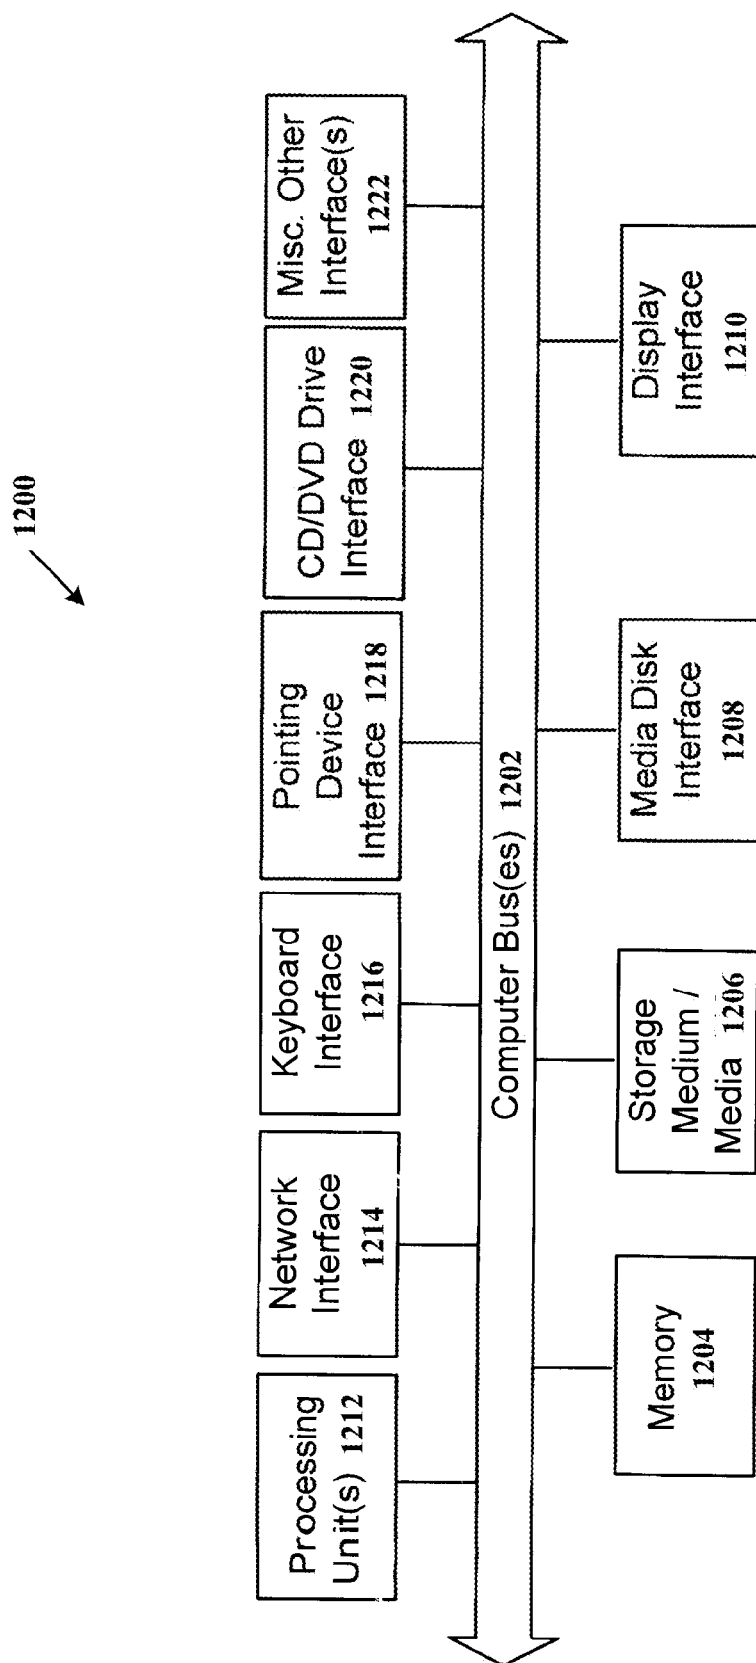 1200
Processing
Unit(s) 1212
Network
Interface
1214
Keyboard
Interface
1216
Pointing
Device
Interface 1218
CD/DVD Drive
Interface 1220
Misc. Other
Interface(s)
1222
Computer Bus(es) 1202
Memory
1204
Storage
Medium /
Media 1206
Media Disk
Interface
1208
Display
Interface
1210